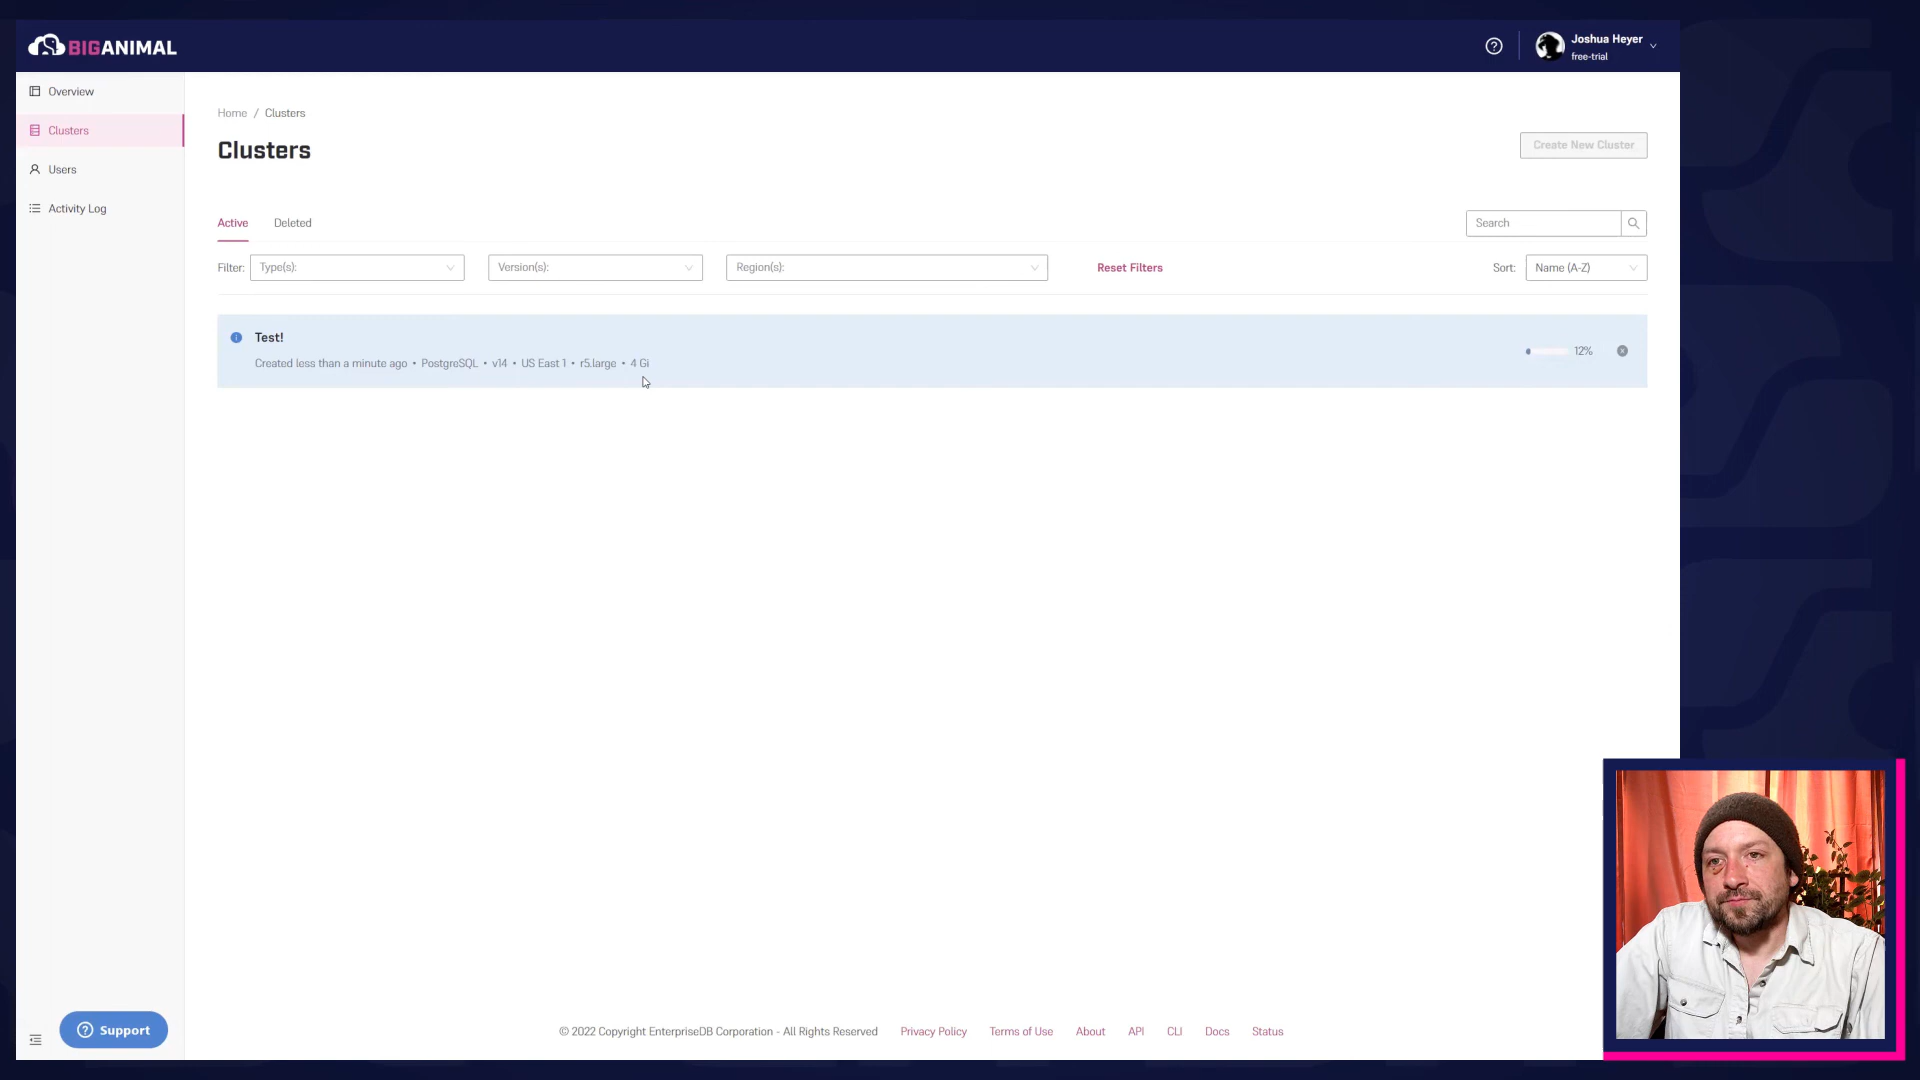 BIGANIMAL
Joshua Heyer
free-trial
Overview
Clusters
Users
Activity Log
Home / Clusters
Clusters
Create New Cluster
Active Deleted
Search
Filter: Type(s): Version(s): Region(s): Reset Filters Sort: Name (A-Z)
Test!
Created less than a minute ago • PostgreSQL • v14 • US East 1 • r5.large • 4 Gi
12%
© 2022 Copyright EnterpriseDB Corporation - All Rights Reserved Privacy Policy Terms of Use About API CLI Docs Status
Support